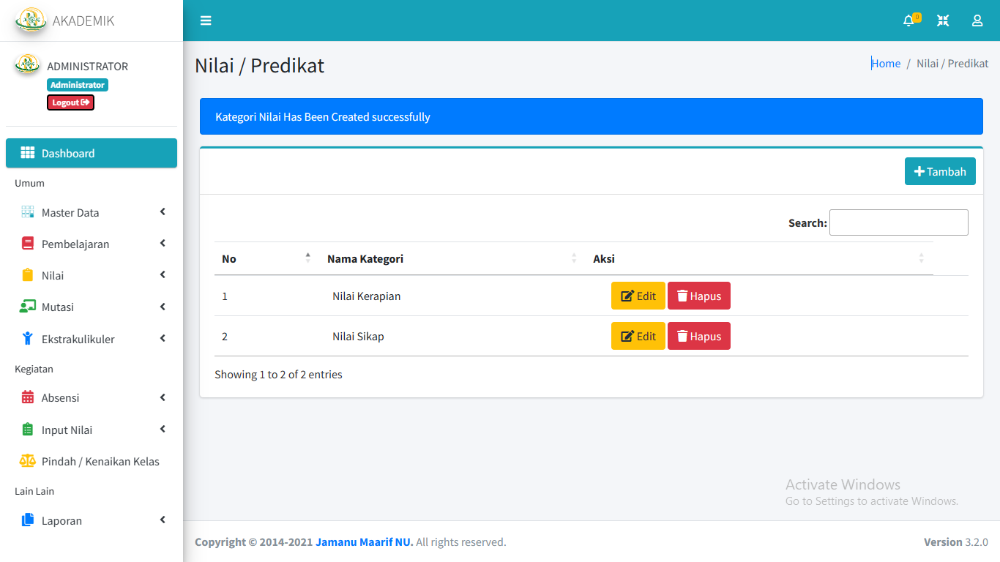 AKADEMIK
0
ADMINISTRATOR
Administrator
Logout
Dashboard
Umum
Master Data
Pembelajaran
Nilai
Mutasi
Ekstrakulikuler
Kegiatan
Absensi
Input Nilai
Pindah / Kenaikan Kelas
Lain Lain
Laporan
Nilai / Predikat
Home / Nilai / Predikat
Kategori Nilai Has Been Created successfully
Tambah
Search:
No Nama Kategori Aksi
1 Nilai Kerapian Edit Hapus
2 Nilai Sikap Edit Hapus
Showing 1 to 2 of 2 entries
Activate Windows
Go to Settings to activate Windows.
Copyright © 2014-2021 Jamanu Maarif NU. All rights reserved.
Version 3.2.0